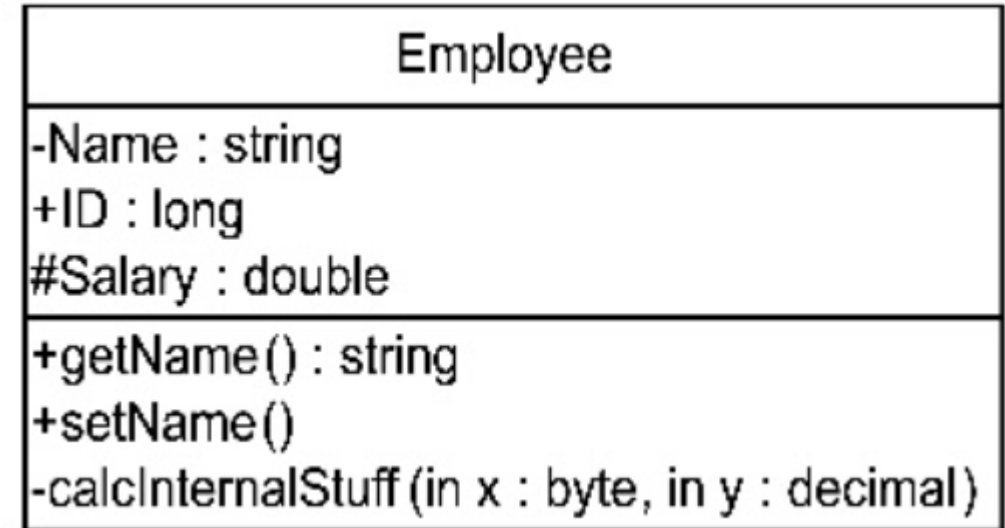 Employee
-Name : string
+ID : long
#Salary : double
+getName() : string
+setName()
-calcInternalStuff(in x : byte, in y : decimal)